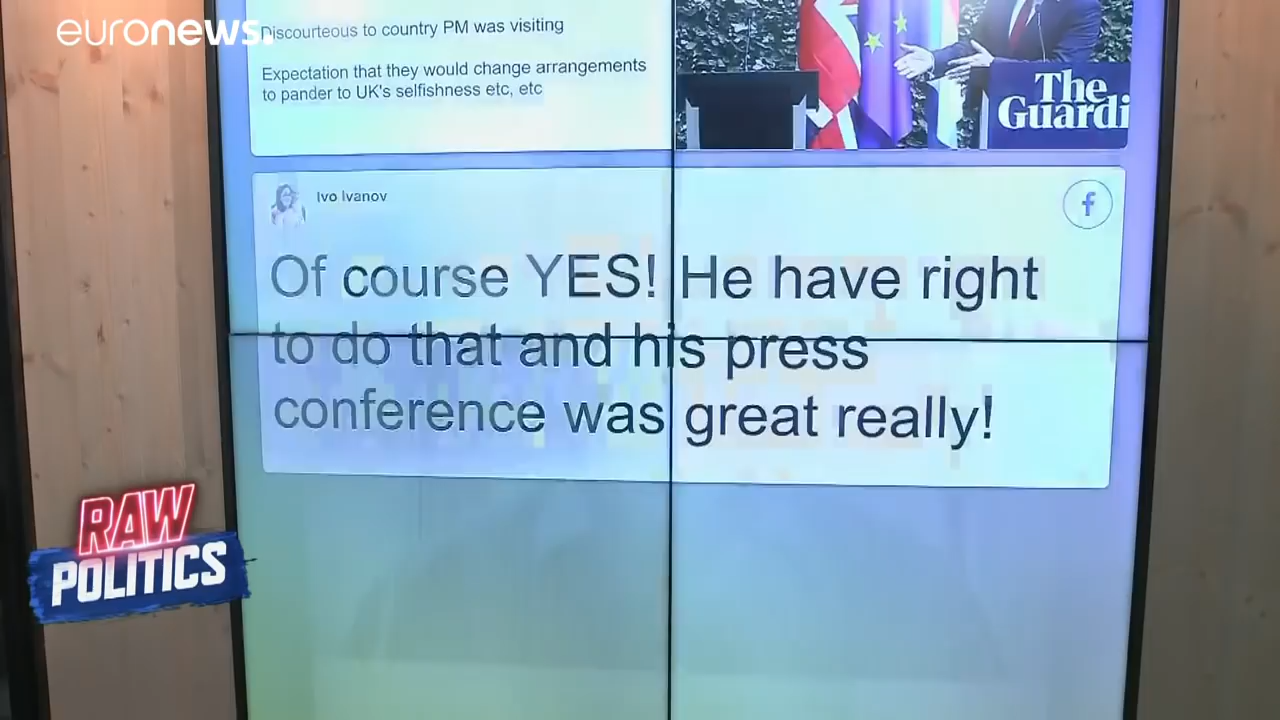 euronews.
Discourteous to country PM was visiting
Expectation that they would change arrangements
to pander to UK's selfishness etc, etc
The
Guardi
Ivo Ivanov
f
Of course YES! He have right
to do that and his press
conference was great really!
RAW
POLITICS